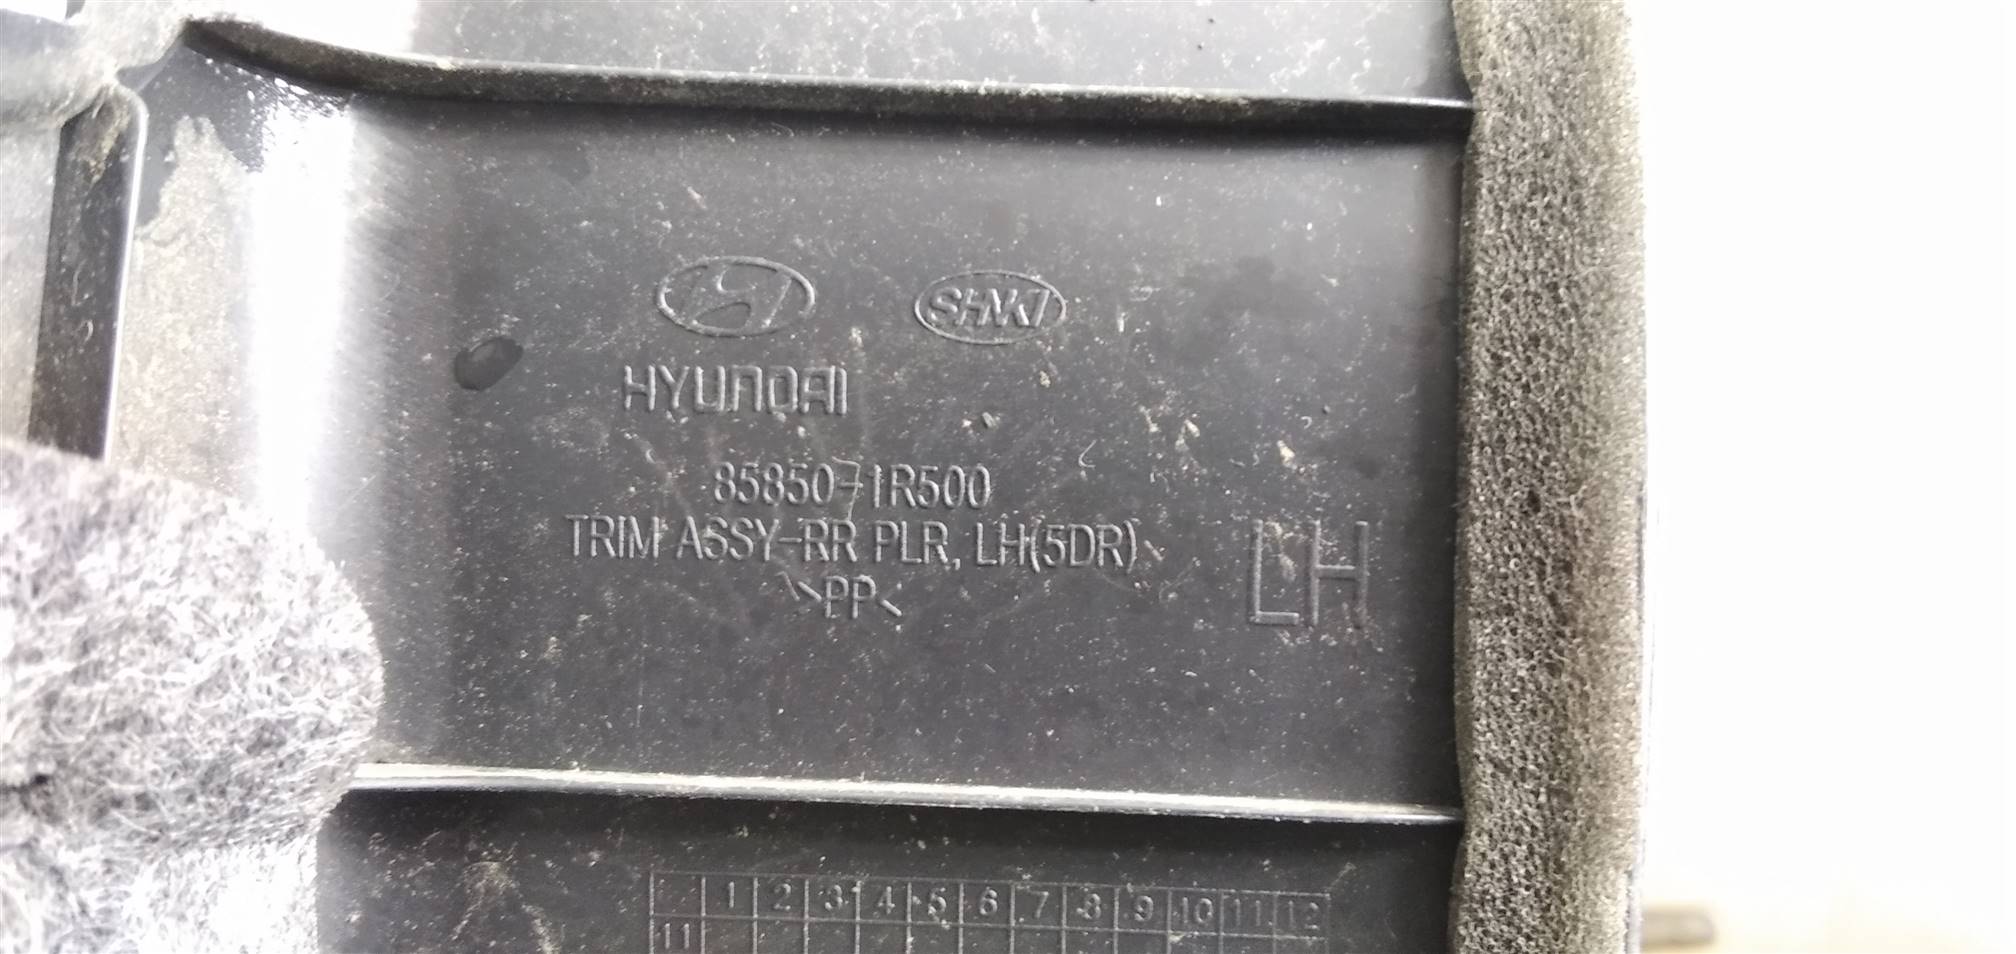 SHNKI
HYUNDAI
85850-1R500
TRIM ASSY-RR PLR, LH(5DR)
>PP<
LH
1 2 3 4 5 6 7 8 9 10 11 12
11